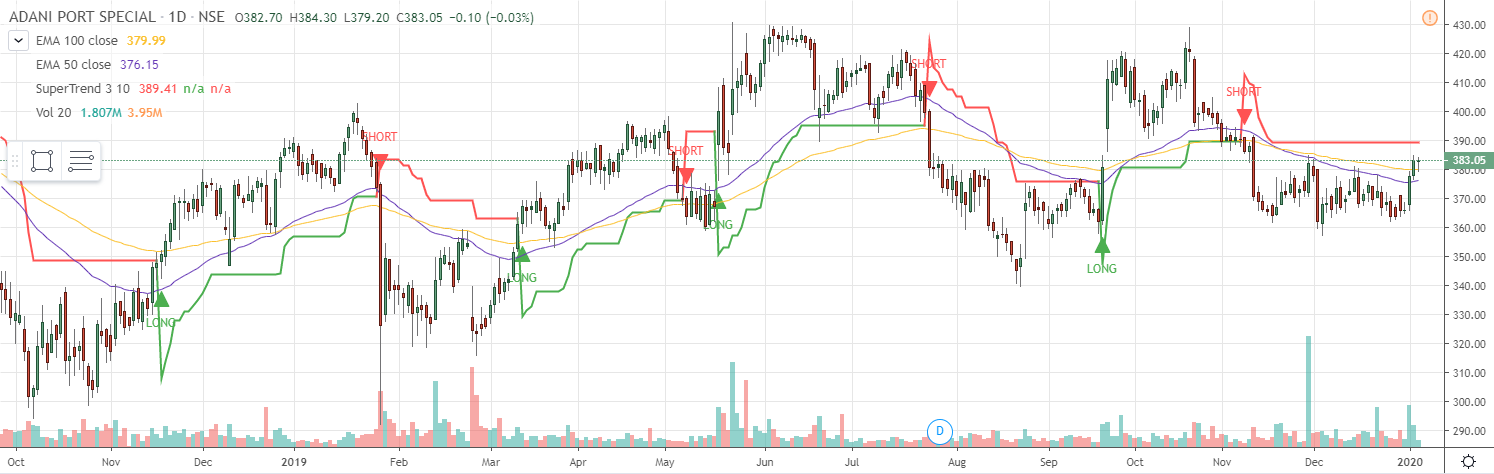 ADANI PORT SPECIAL · 1D · NSE O382.70 H384.30 L379.20 C383.05 −0.10 (−0.03%)
EMA 100 close 379.99
EMA 50 close 376.15
SuperTrend 3 10 389.41 n/a n/a
Vol 20 1.807M 3.95M
SHORT
SHORT
SHORT
SHORT
LONG
LONG
LONG
LONG
D
430.00
420.00
410.00
400.00
390.00
383.05
380.00
370.00
360.00
350.00
340.00
330.00
320.00
310.00
300.00
290.00
Oct Nov Dec 2019 Feb Mar Apr May Jun Jul Aug Sep Oct Nov Dec 2020